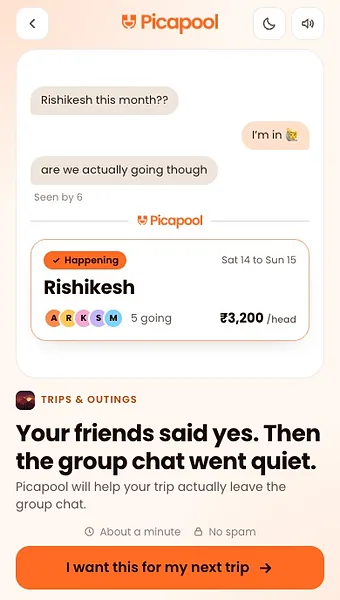 Picapool
Rishikesh this month??
I'm in 🙋
are we actually going though
Seen by 6
Picapool
✓ Happening
Sat 14 to Sun 15
Rishikesh
A R K S M 5 going
₹3,200 /head
TRIPS & OUTINGS
Your friends said yes. Then
the group chat went quiet.
Picapool will help your trip actually leave the
group chat.
About a minute
No spam
I want this for my next trip →